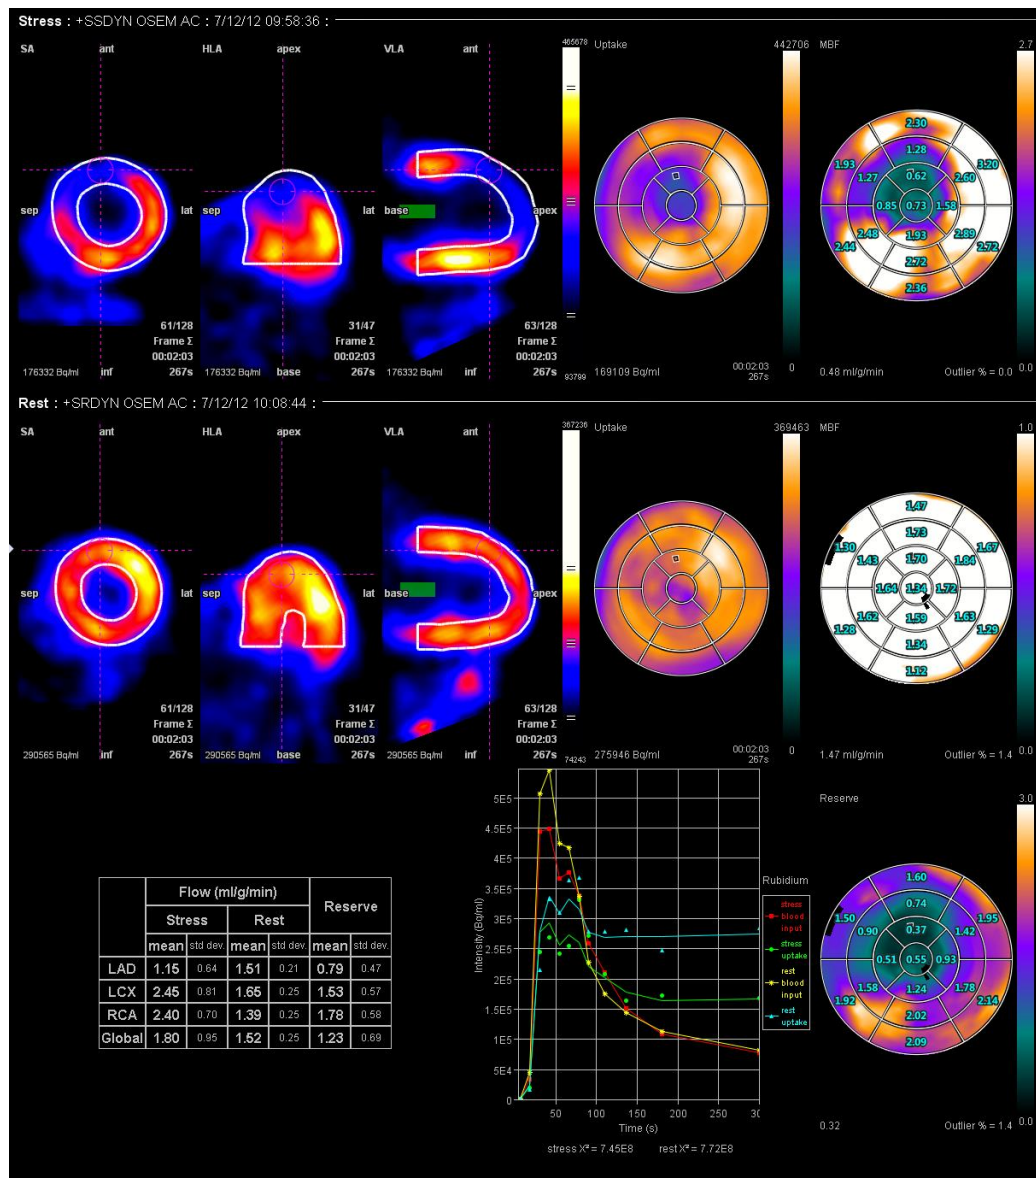 Stress : +SSDYN OSEM AC : 7/12/12 09:58:36 :
SA ant
sep lat
61/128
Frame Σ
00:02:03
176332 Bq/ml inf 267s
HLA apex
sep lat
31/47
Frame Σ
00:02:03
176332 Bq/ml base 267s
VLA ant
base apex
63/128
Frame Σ
00:02:03
176332 Bq/ml inf 267s
465678
93799
Uptake 442706
00:02:03
169109 Bq/ml 267s 0
MBF 2.7
2.30
1.93 1.28 3.20
1.27 0.62 2.60
0.85 0.73 1.58
2.48 1.93 2.89
2.44 2.72 2.72
2.36
0.48 ml/g/min Outlier % = 0.0 0.0
Rest : +SRDYN OSEM AC : 7/12/12 10:08:44 :
SA ant
sep lat
61/128
Frame Σ
00:02:03
290565 Bq/ml inf 267s
HLA apex
sep lat
31/47
Frame Σ
00:02:03
290565 Bq/ml base 267s
VLA ant
base apex
63/128
Frame Σ
00:02:03
290565 Bq/ml inf 267s
367236
74243
Uptake 369463
00:02:03
275946 Bq/ml 267s 0
MBF 1.0
1.47
1.30 1.73 1.67
1.43 1.70 1.84
1.64 1.34 1.72
1.62 1.59 1.63
1.28 1.34 1.29
1.12
1.47 ml/g/min Outlier % = 1.4 0.0
Flow (ml/g/min) Reserve
Stress Rest
mean std dev. mean std dev. mean std dev.
LAD 1.15 0.64 1.51 0.21 0.79 0.47
LCX 2.45 0.81 1.65 0.25 1.53 0.57
RCA 2.40 0.70 1.39 0.25 1.78 0.58
Global 1.80 0.95 1.52 0.25 1.23 0.69
Intensity (Bq/ml)
5E5
4.5E5
4E5
3.5E5
3E5
2.5E5
2E5
1.5E5
1E5
5E4
0
50 100 150 200 250 30
Time (s)
stress X² = 7.45E8 rest X² = 7.72E8
Rubidium
stress
blood
input
stress
uptake
rest
blood
input
rest
uptake
Reserve 3.0
1.60
1.50 0.74 1.95
0.90 0.37 1.42
0.51 0.55 0.93
1.58 1.24 1.78
1.92 2.02 2.14
2.09
0.32 Outlier % = 1.4 0.0